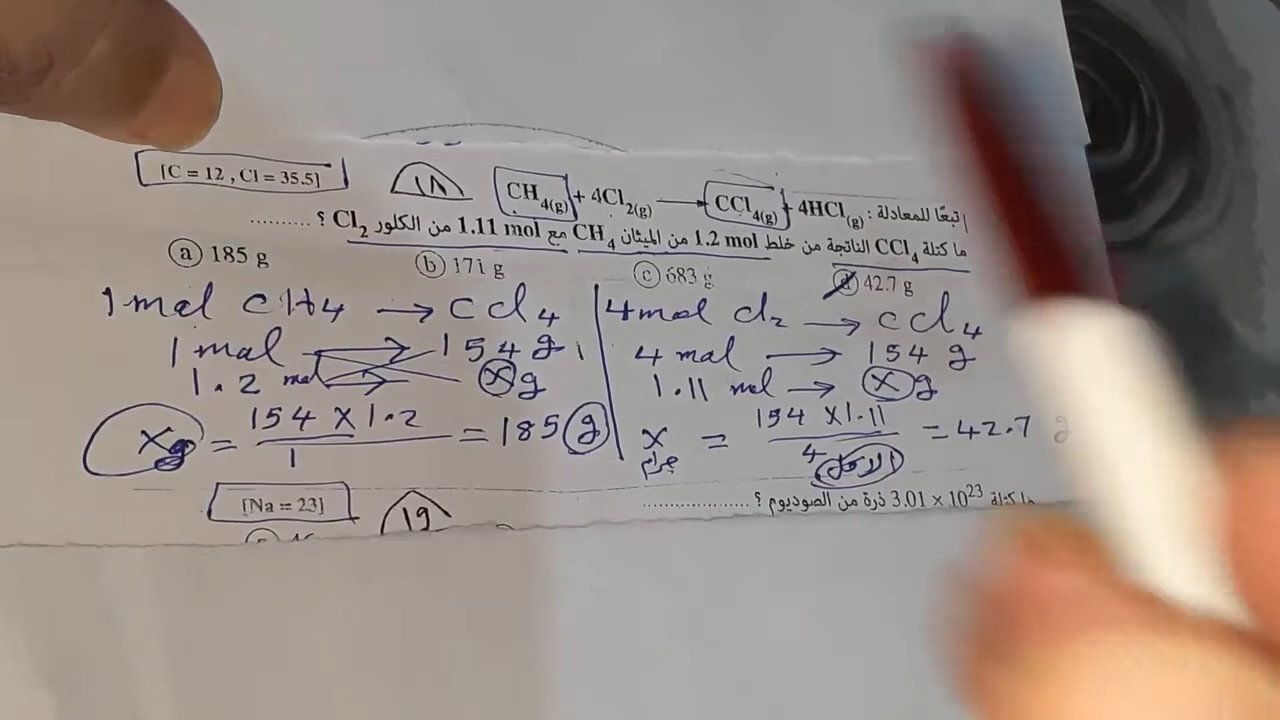 [C = 12 , Cl = 35.5]
١٨
تبعًا للمعادلة : CH4(g) + 4Cl2(g) → CCl4(g) + 4HCl(g)
ما كتلة CCl4 الناتجة من خلط 1.2 mol من الميثان CH4 مع 1.11 mol من الكلور Cl2 ؟ ..........
a 185 g b 171 g c 683 g d 42.7 g
1 mol CH4 → CCl4
1 mol → 154 g
1.2 mol → x g
x g = 154 × 1.2 / 1 = 185 g
4 mol Cl2 → CCl4
4 mol → 154 g
1.11 mol → x g
x جرام = 154 × 1.11 / 4 = 42.7 g
الاقل
[Na = 23]
١٩
ما كتلة 3.01 × 10²³ ذرة من الصوديوم ؟ ....................